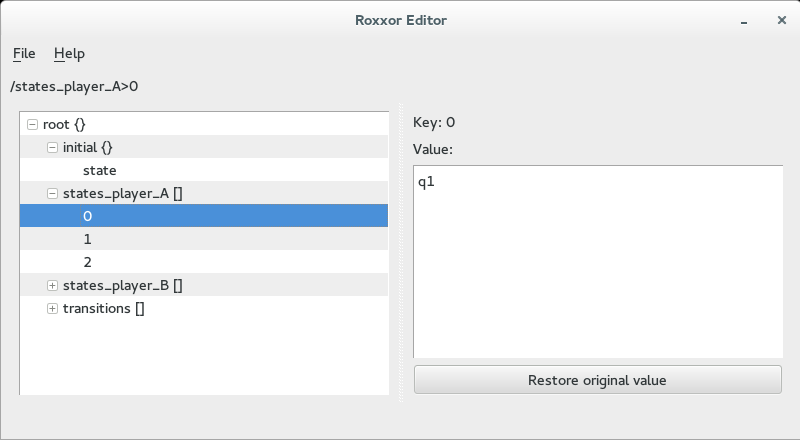 Roxxor Editor
File Help
/states_player_A>0
root {}
initial {}
state
states_player_A []
0
1
2
states_player_B []
transitions []
Key: 0
Value:
q1
Restore original value